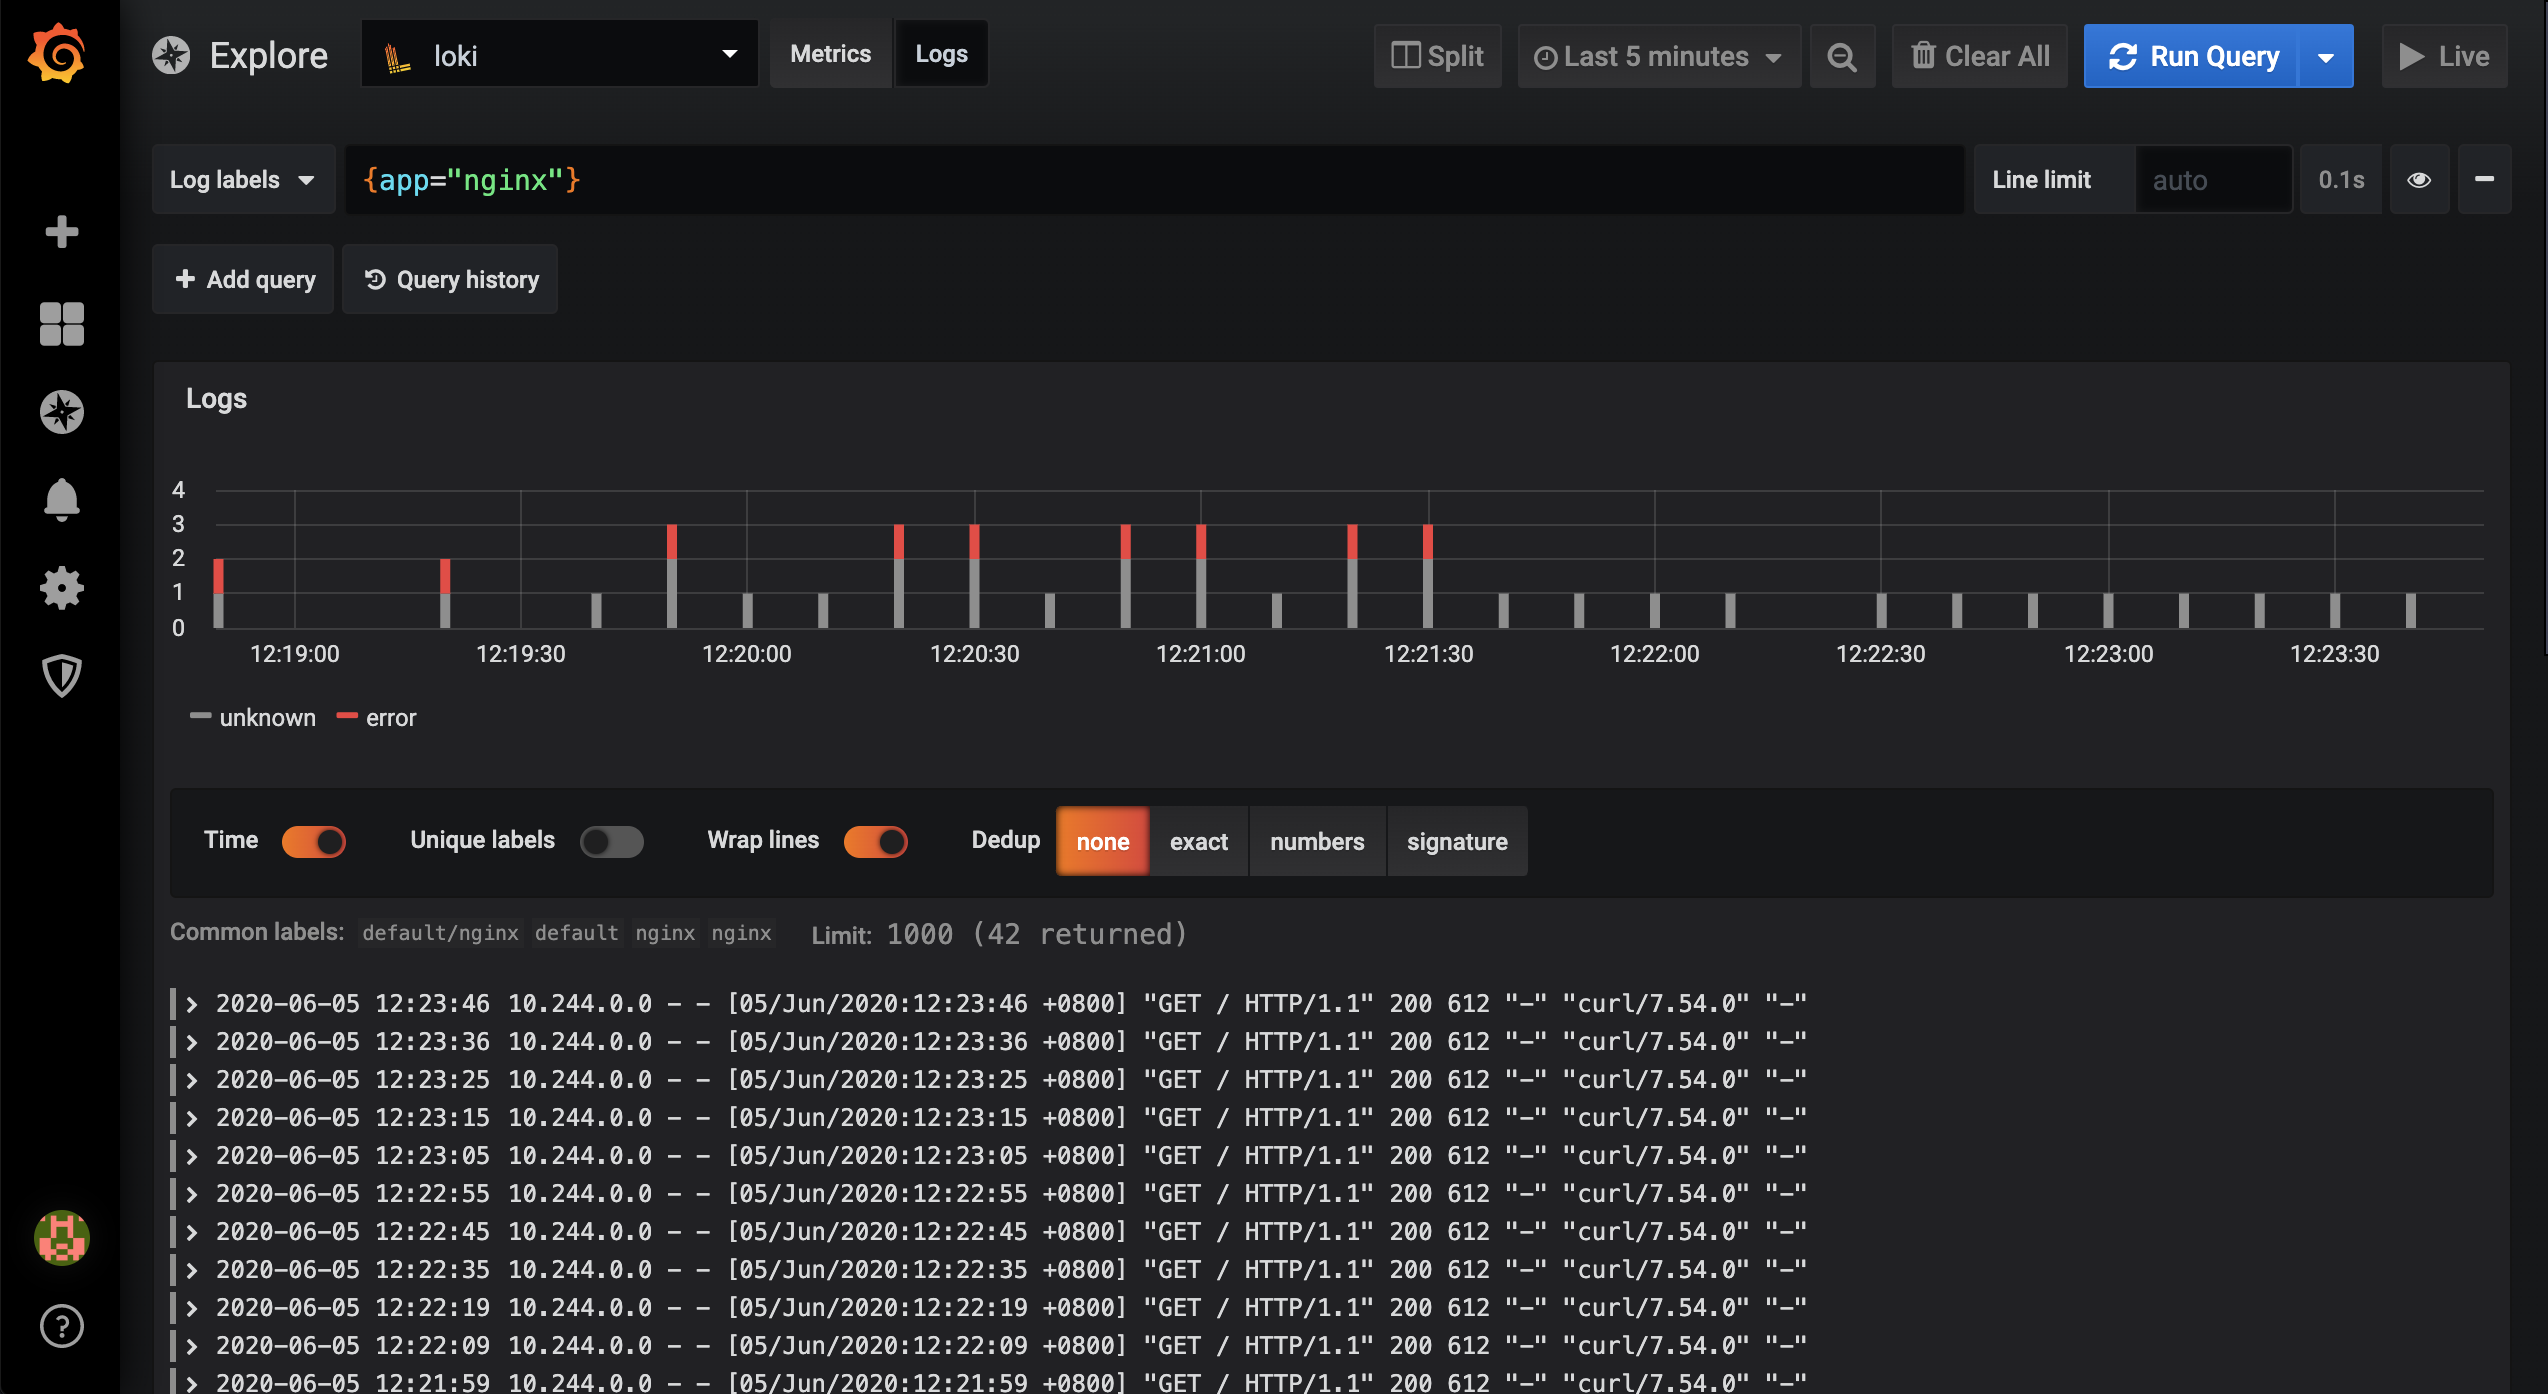 Explore loki Metrics Logs Split Last 5 minutes Clear All Run Query Live
Log labels {app="nginx"} Line limit auto 0.1s
Add query Query history
Logs
4
3
2
1
0
12:19:00 12:19:30 12:20:00 12:20:30 12:21:00 12:21:30 12:22:00 12:22:30 12:23:00 12:23:30
unknown error
Time Unique labels Wrap lines Dedup none exact numbers signature
Common labels: default/nginx default nginx nginx Limit: 1000 (42 returned)
2020-06-05 12:23:46 10.244.0.0 - - [05/Jun/2020:12:23:46 +0800] "GET / HTTP/1.1" 200 612 "-" "curl/7.54.0" "-"
2020-06-05 12:23:36 10.244.0.0 - - [05/Jun/2020:12:23:36 +0800] "GET / HTTP/1.1" 200 612 "-" "curl/7.54.0" "-"
2020-06-05 12:23:25 10.244.0.0 - - [05/Jun/2020:12:23:25 +0800] "GET / HTTP/1.1" 200 612 "-" "curl/7.54.0" "-"
2020-06-05 12:23:15 10.244.0.0 - - [05/Jun/2020:12:23:15 +0800] "GET / HTTP/1.1" 200 612 "-" "curl/7.54.0" "-"
2020-06-05 12:23:05 10.244.0.0 - - [05/Jun/2020:12:23:05 +0800] "GET / HTTP/1.1" 200 612 "-" "curl/7.54.0" "-"
2020-06-05 12:22:55 10.244.0.0 - - [05/Jun/2020:12:22:55 +0800] "GET / HTTP/1.1" 200 612 "-" "curl/7.54.0" "-"
2020-06-05 12:22:45 10.244.0.0 - - [05/Jun/2020:12:22:45 +0800] "GET / HTTP/1.1" 200 612 "-" "curl/7.54.0" "-"
2020-06-05 12:22:35 10.244.0.0 - - [05/Jun/2020:12:22:35 +0800] "GET / HTTP/1.1" 200 612 "-" "curl/7.54.0" "-"
2020-06-05 12:22:19 10.244.0.0 - - [05/Jun/2020:12:22:19 +0800] "GET / HTTP/1.1" 200 612 "-" "curl/7.54.0" "-"
2020-06-05 12:22:09 10.244.0.0 - - [05/Jun/2020:12:22:09 +0800] "GET / HTTP/1.1" 200 612 "-" "curl/7.54.0" "-"
2020-06-05 12:21:59 10.244.0.0 - - [05/Jun/2020:12:21:59 +0800] "GET / HTTP/1.1" 200 612 "-" "curl/7.54.0" "-"